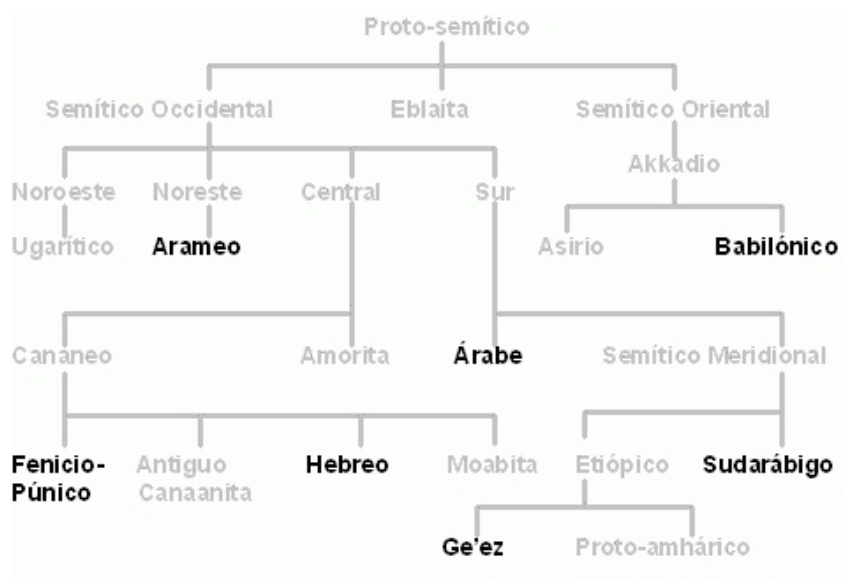 Proto-semítico
Semítico Occidental Eblaíta Semítico Oriental
Akkadio
Noroeste Noreste Central Sur
Ugarítico Arameo Asirio Babilónico
Cananeo Amorita Árabe Semítico Meridional
Fenicio- Antiguo Hebreo Moabita Etiópico Sudarábigo
Púnico Canaanita
Ge'ez Proto-amhárico